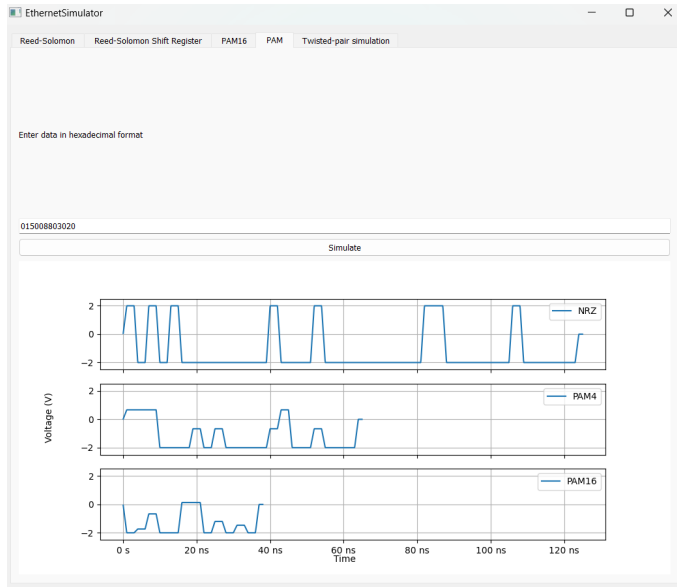 EthernetSimulator
Reed-Solomon Reed-Solomon Shift Register PAM16 PAM Twisted-pair simulation
Enter data in hexadecimal format
015008803020
Simulate
Voltage (V)
2
0
−2
NRZ
2
0
−2
PAM4
2
0
−2
PAM16
0 s 20 ns 40 ns 60 ns 80 ns 100 ns 120 ns
Time